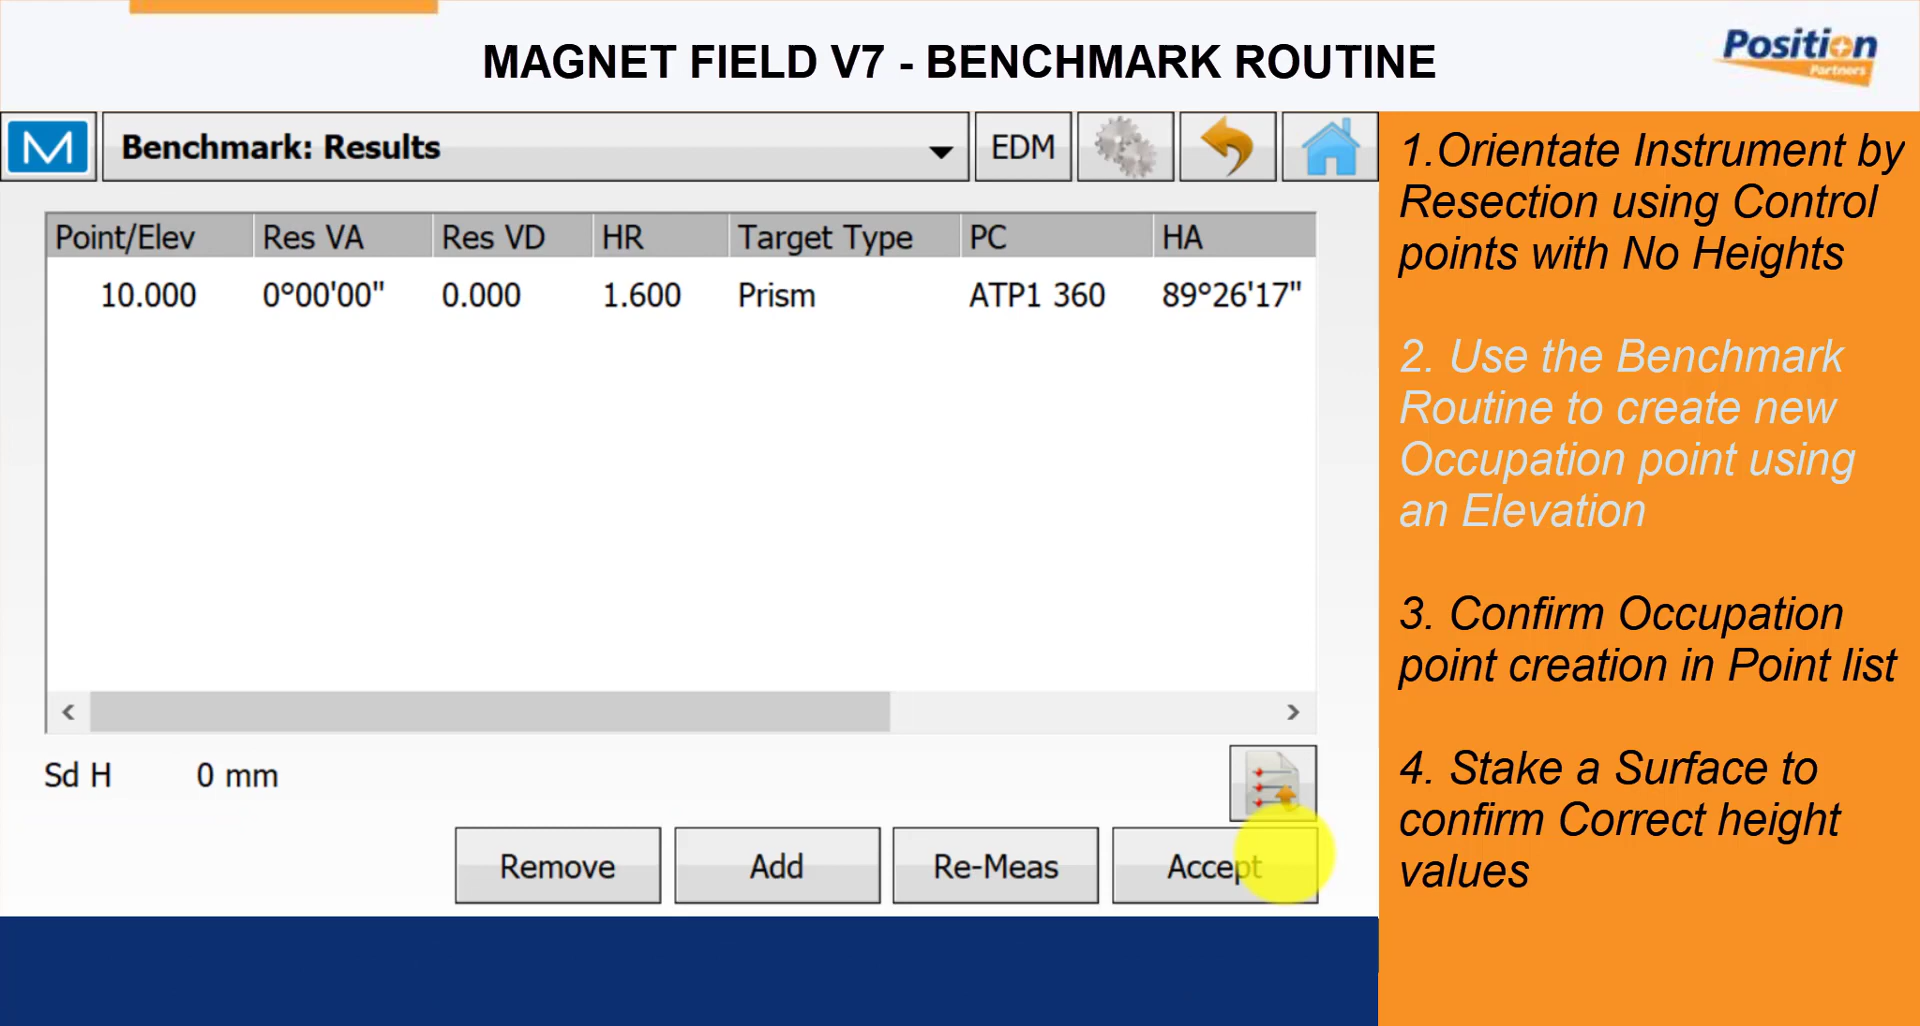 MAGNET FIELD V7 - BENCHMARK ROUTINE
Position
Partners
M
Benchmark: Results
EDM
Point/Elev Res VA Res VD HR Target Type PC HA
10.000 0°00'00" 0.000 1.600 Prism ATP1 360 89°26'17"
Sd H 0 mm
Remove Add Re-Meas Accept
1.Orientate Instrument by
Resection using Control
points with No Heights
2. Use the Benchmark
Routine to create new
Occupation point using
an Elevation
3. Confirm Occupation
point creation in Point list
4. Stake a Surface to
confirm Correct height
values